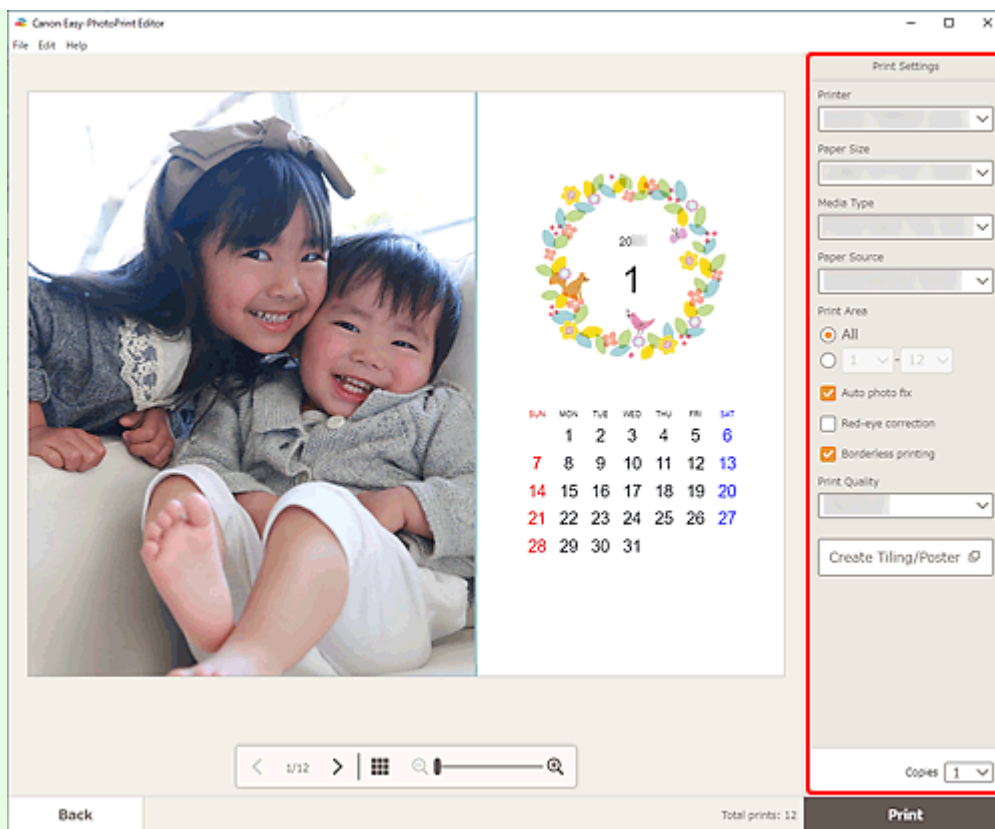 Canon Easy-PhotoPrint Editor
File Edit Help
20
1
SUN MON TUE WED THU FRI SAT
1 2 3 4 5 6
7 8 9 10 11 12 13
14 15 16 17 18 19 20
21 22 23 24 25 26 27
28 29 30 31
1/12
Back
Total prints: 12
Print Settings
Printer
Paper Size
Media Type
Paper Source
Print Area
All
1 - 12
Auto photo fix
Red-eye correction
Borderless printing
Print Quality
Create Tiling/Poster
Copies 1
Print